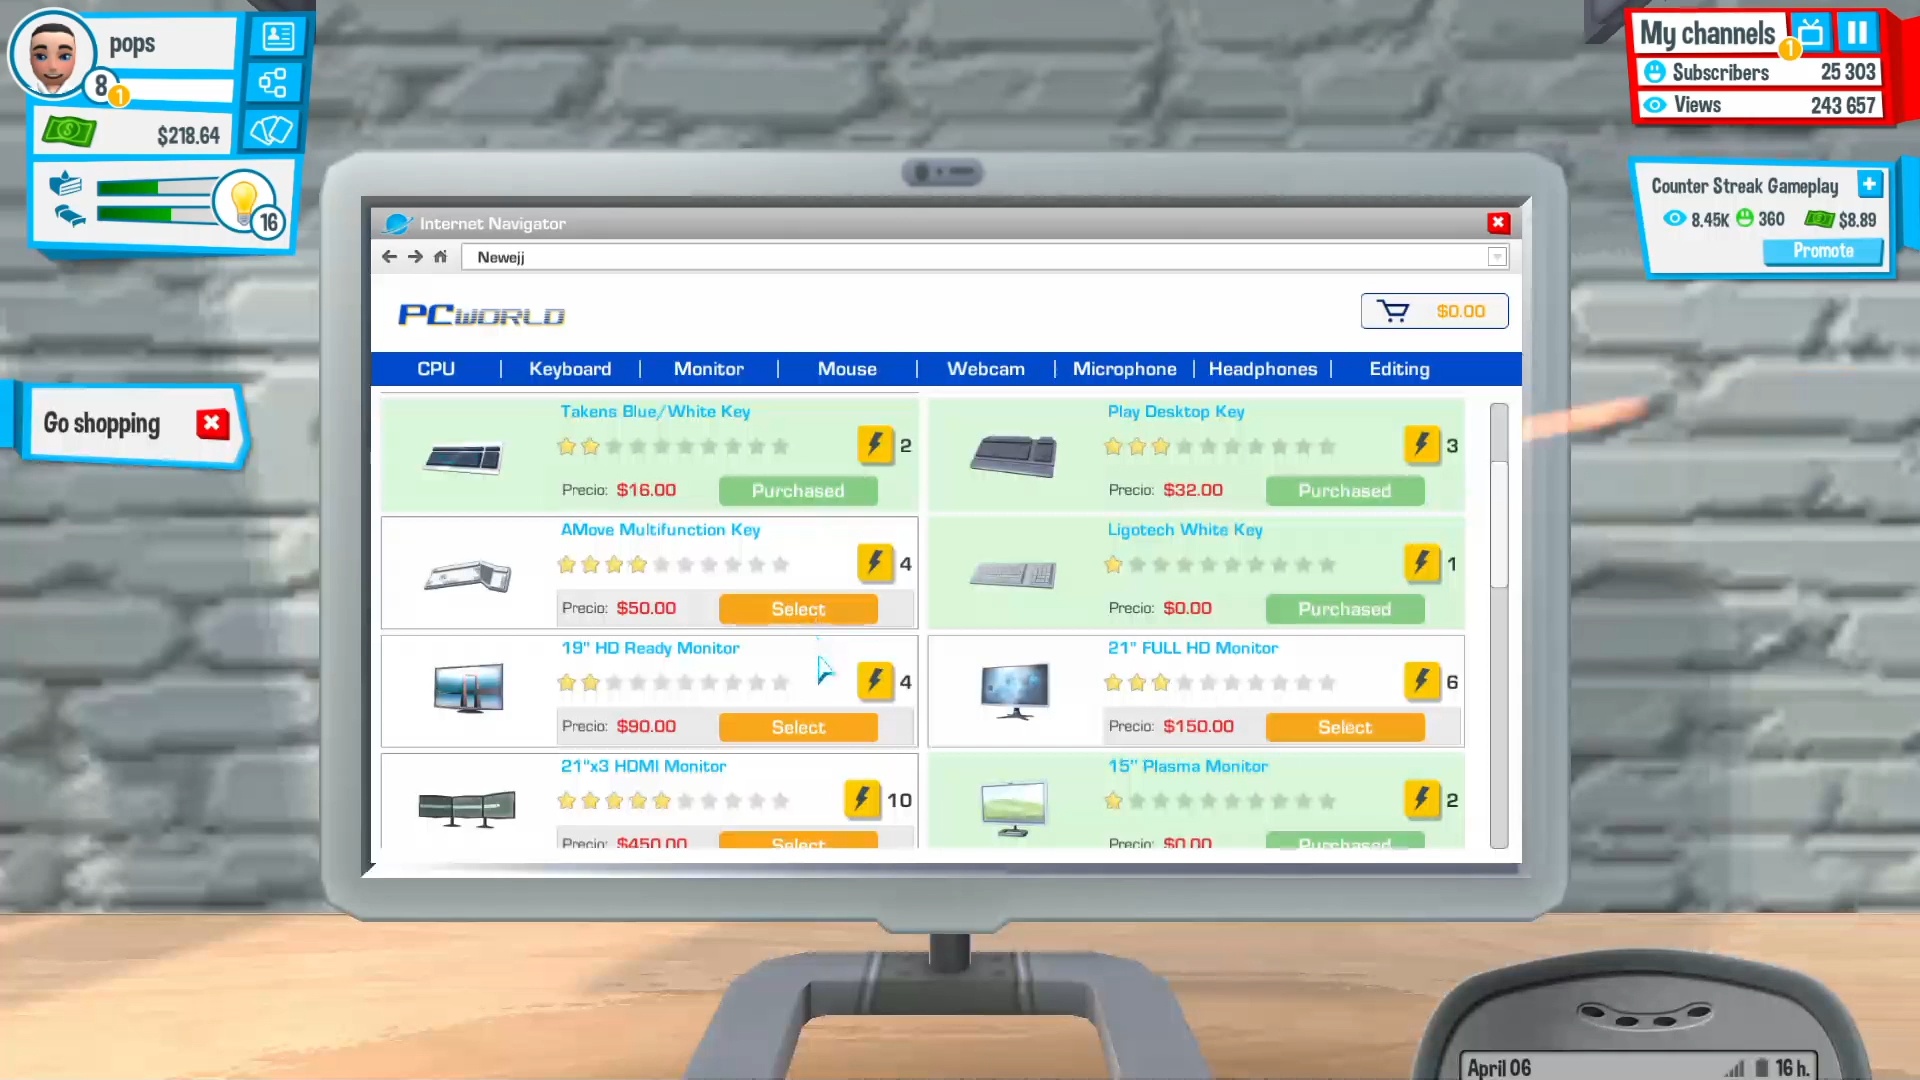 pops
8
1
$218.64
16
My channels
1
Subscribers 25 303
Views 243 657
Counter Streak Gameplay
8.45K 360 $8.89
Promote
Go shopping
Internet Navigator
Newejj
PCWORLD
$0.00
CPU | Keyboard | Monitor | Mouse | Webcam | Microphone | Headphones | Editing
Takens Blue/White Key
2
Precio: $16.00 Purchased
Play Desktop Key
3
Precio: $32.00 Purchased
AMove Multifunction Key
4
Precio: $50.00 Select
Ligotech White Key
1
Precio: $0.00 Purchased
19" HD Ready Monitor
4
Precio: $90.00 Select
21" FULL HD Monitor
6
Precio: $150.00 Select
21"x3 HDMI Monitor
10
Precio: $450.00 Select
15" Plasma Monitor
2
Precio: $0.00 Purchased
April 06 16 h.